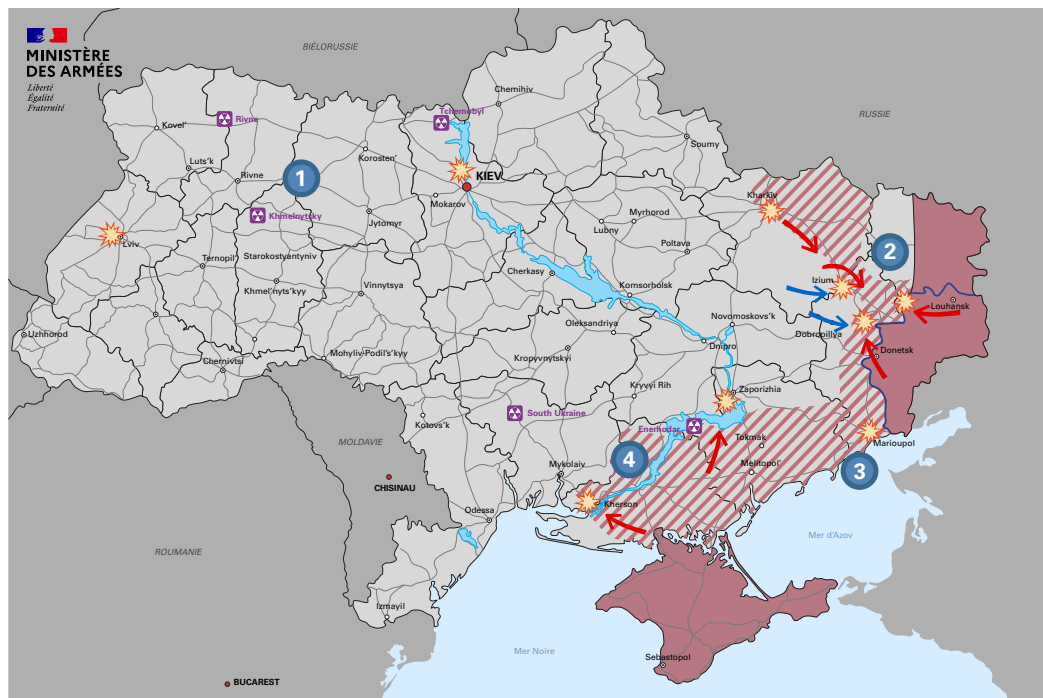 MINISTÈRE
DES ARMÉES
Liberté
Égalité
Fraternité
BIÉLORUSSIE
RUSSIE
Chernihiv
Tchernobyl
Rivne
Kovel'
Soumy
Korosten'
Luts'k
Rivne
1
KIEV
Kharkiv
Mokarov
Khmelnytsky
Jytomyr
Myrhorod
Lubny
Lviv
Poltava
2
Ternopil'
Starokostyantyniv
Cherkasy
Izium
Khmel'nyts'kyy
Vinnytsya
Komsorholsk
Louhansk
Oleksandriya
Novomoskovs'k
Uzhhorod
Dobropillya
Dnipro
Chernivtsi
Mohyliv-Podil's'kyy
Kropyvnytskyi
Donetsk
Kryvyi Rih
Zaporizhia
Kotovs'k
South Ukraine
Enerhodar
Tokmak
Marioupol
MOLDAVIE
4
Mykolaiv
Melitopol'
3
CHISINAU
Kherson
Odessa
Mer d'Azov
ROUMANIE
Izmayil
Mer Noire
Sebastopol
BUCAREST